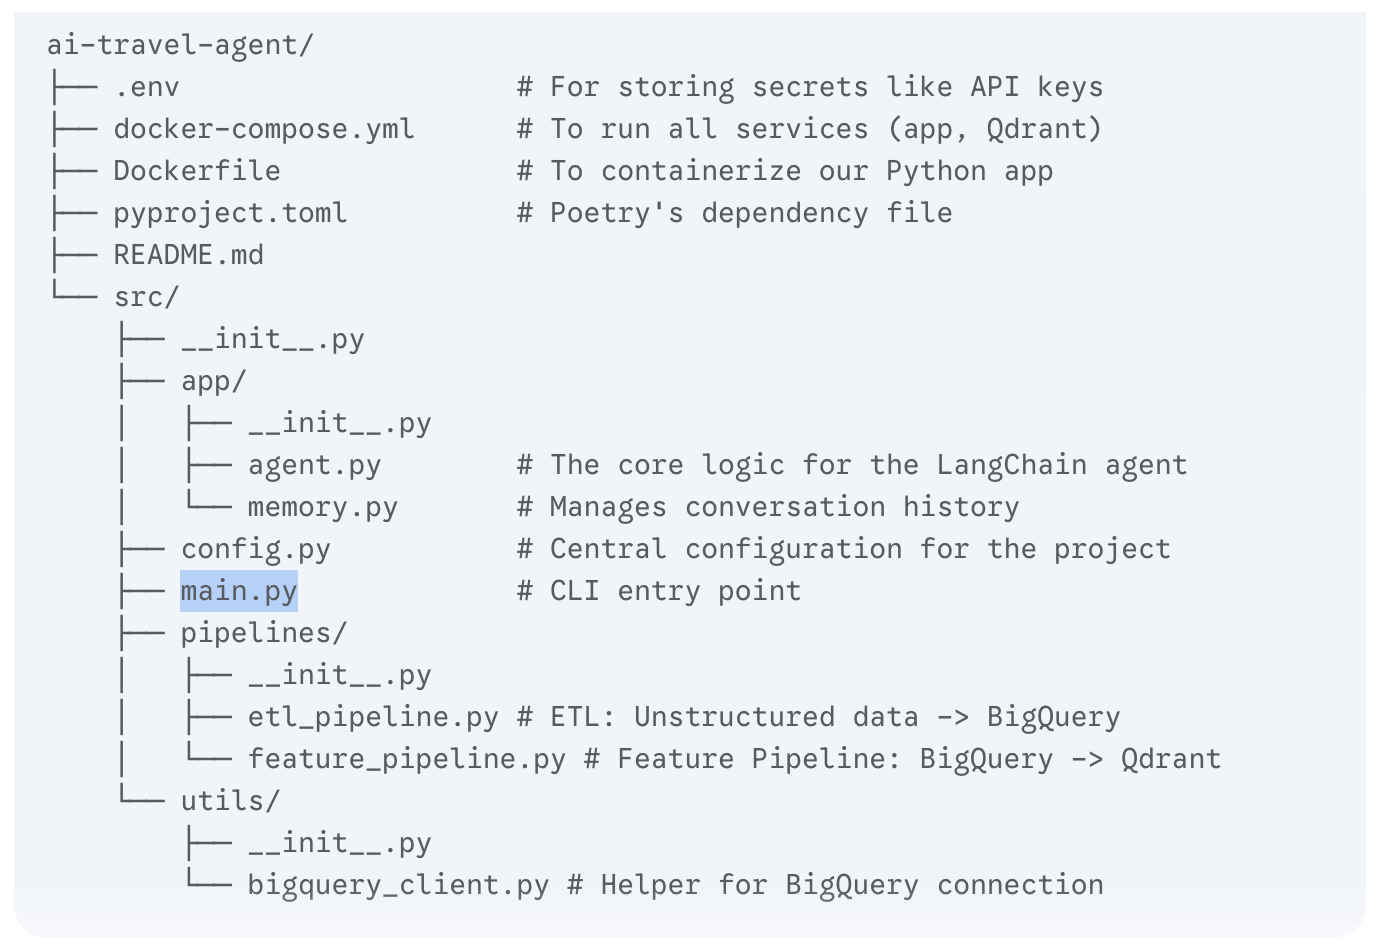 ai-travel-agent/
├── .env                    # For storing secrets like API keys
├── docker-compose.yml      # To run all services (app, Qdrant)
├── Dockerfile              # To containerize our Python app
├── pyproject.toml          # Poetry's dependency file
├── README.md
└── src/
    ├── __init__.py
    ├── app/
    │   ├── __init__.py
    │   ├── agent.py        # The core logic for the LangChain agent
    │   └── memory.py       # Manages conversation history
    ├── config.py           # Central configuration for the project
    ├── main.py             # CLI entry point
    ├── pipelines/
    │   ├── __init__.py
    │   ├── etl_pipeline.py # ETL: Unstructured data -> BigQuery
    │   └── feature_pipeline.py # Feature Pipeline: BigQuery -> Qdrant
    └── utils/
        ├── __init__.py
        └── bigquery_client.py # Helper for BigQuery connection